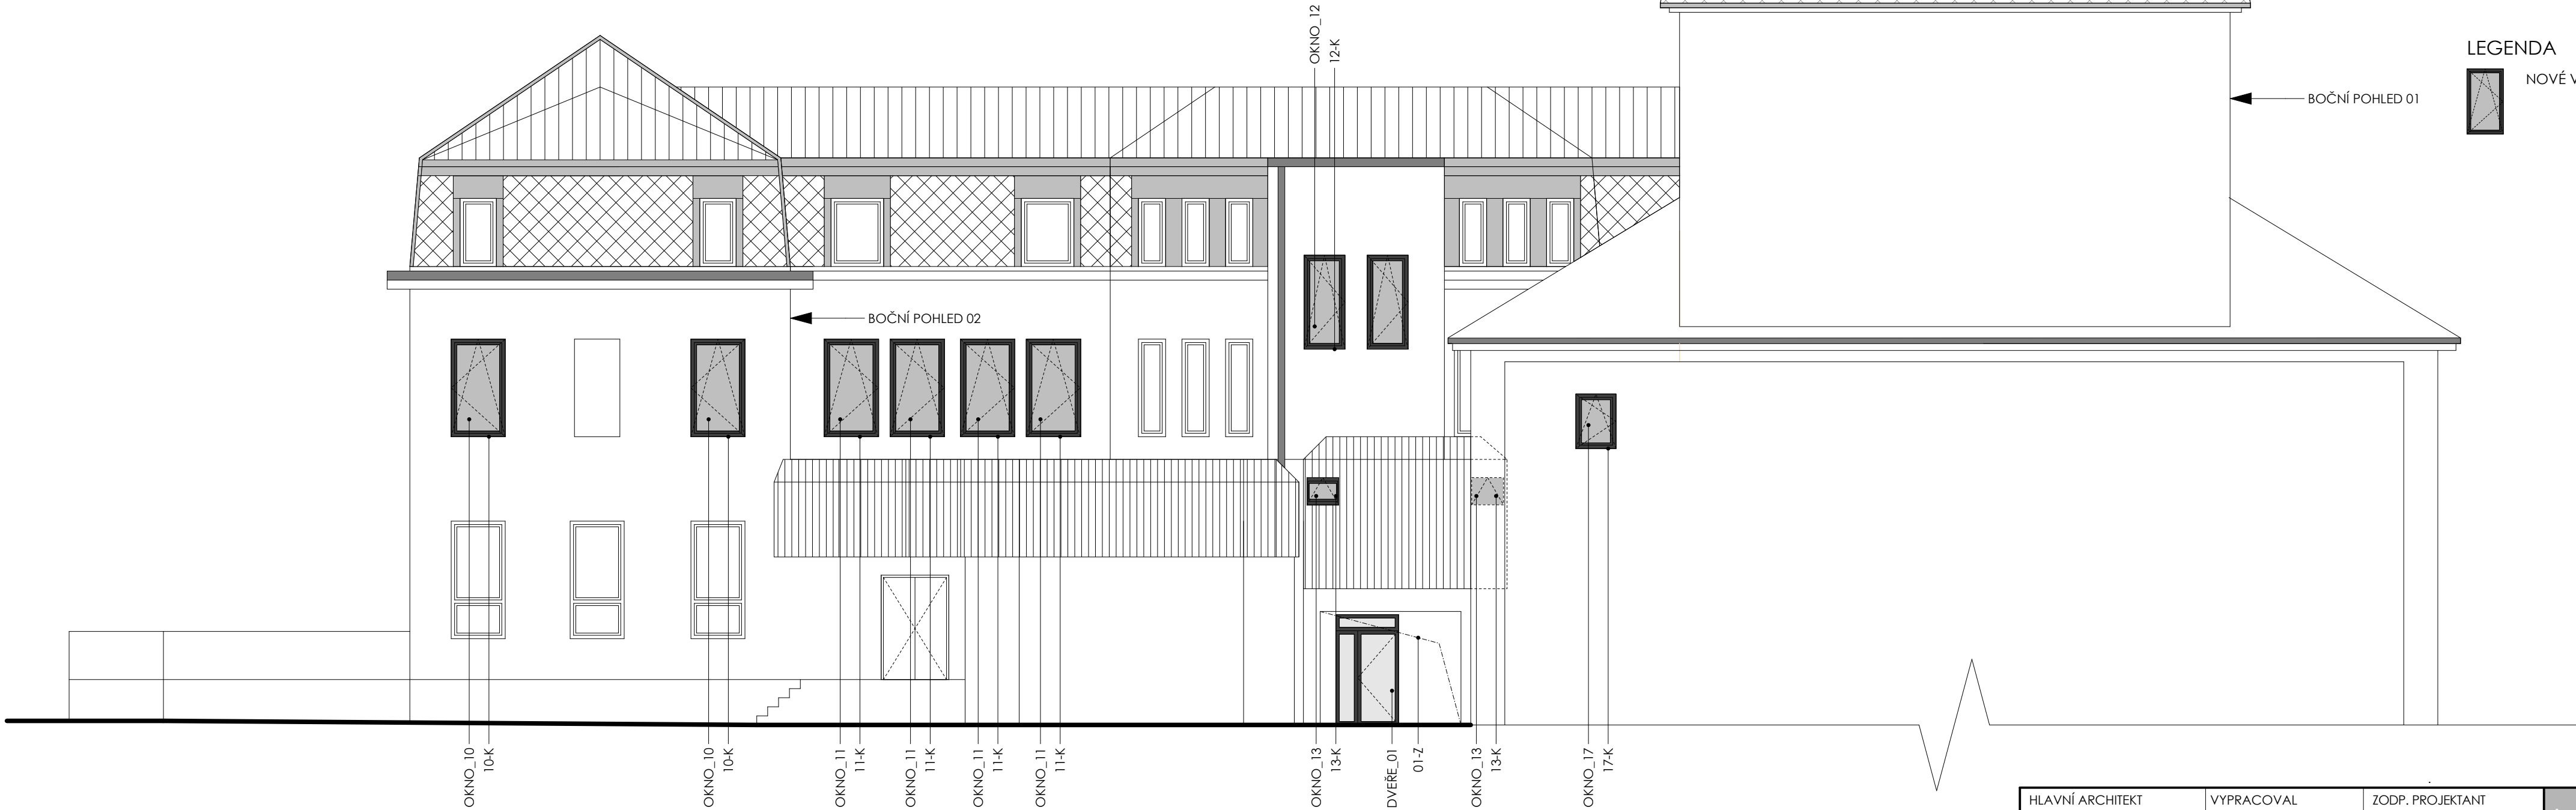 OKNO_12
12-K
LEGENDA
NOVÉ V
BOČNÍ POHLED 01
BOČNÍ POHLED 02
OKNO_10
10-K
OKNO_10
10-K
OKNO_11
11-K
OKNO_11
11-K
OKNO_11
11-K
OKNO_11
11-K
OKNO_13
13-K
DVEŘE_01
01-Z
OKNO_13
13-K
OKNO_17
17-K
HLAVNÍ ARCHITEKT
VYPRACOVAL
ZODP. PROJEKTANT